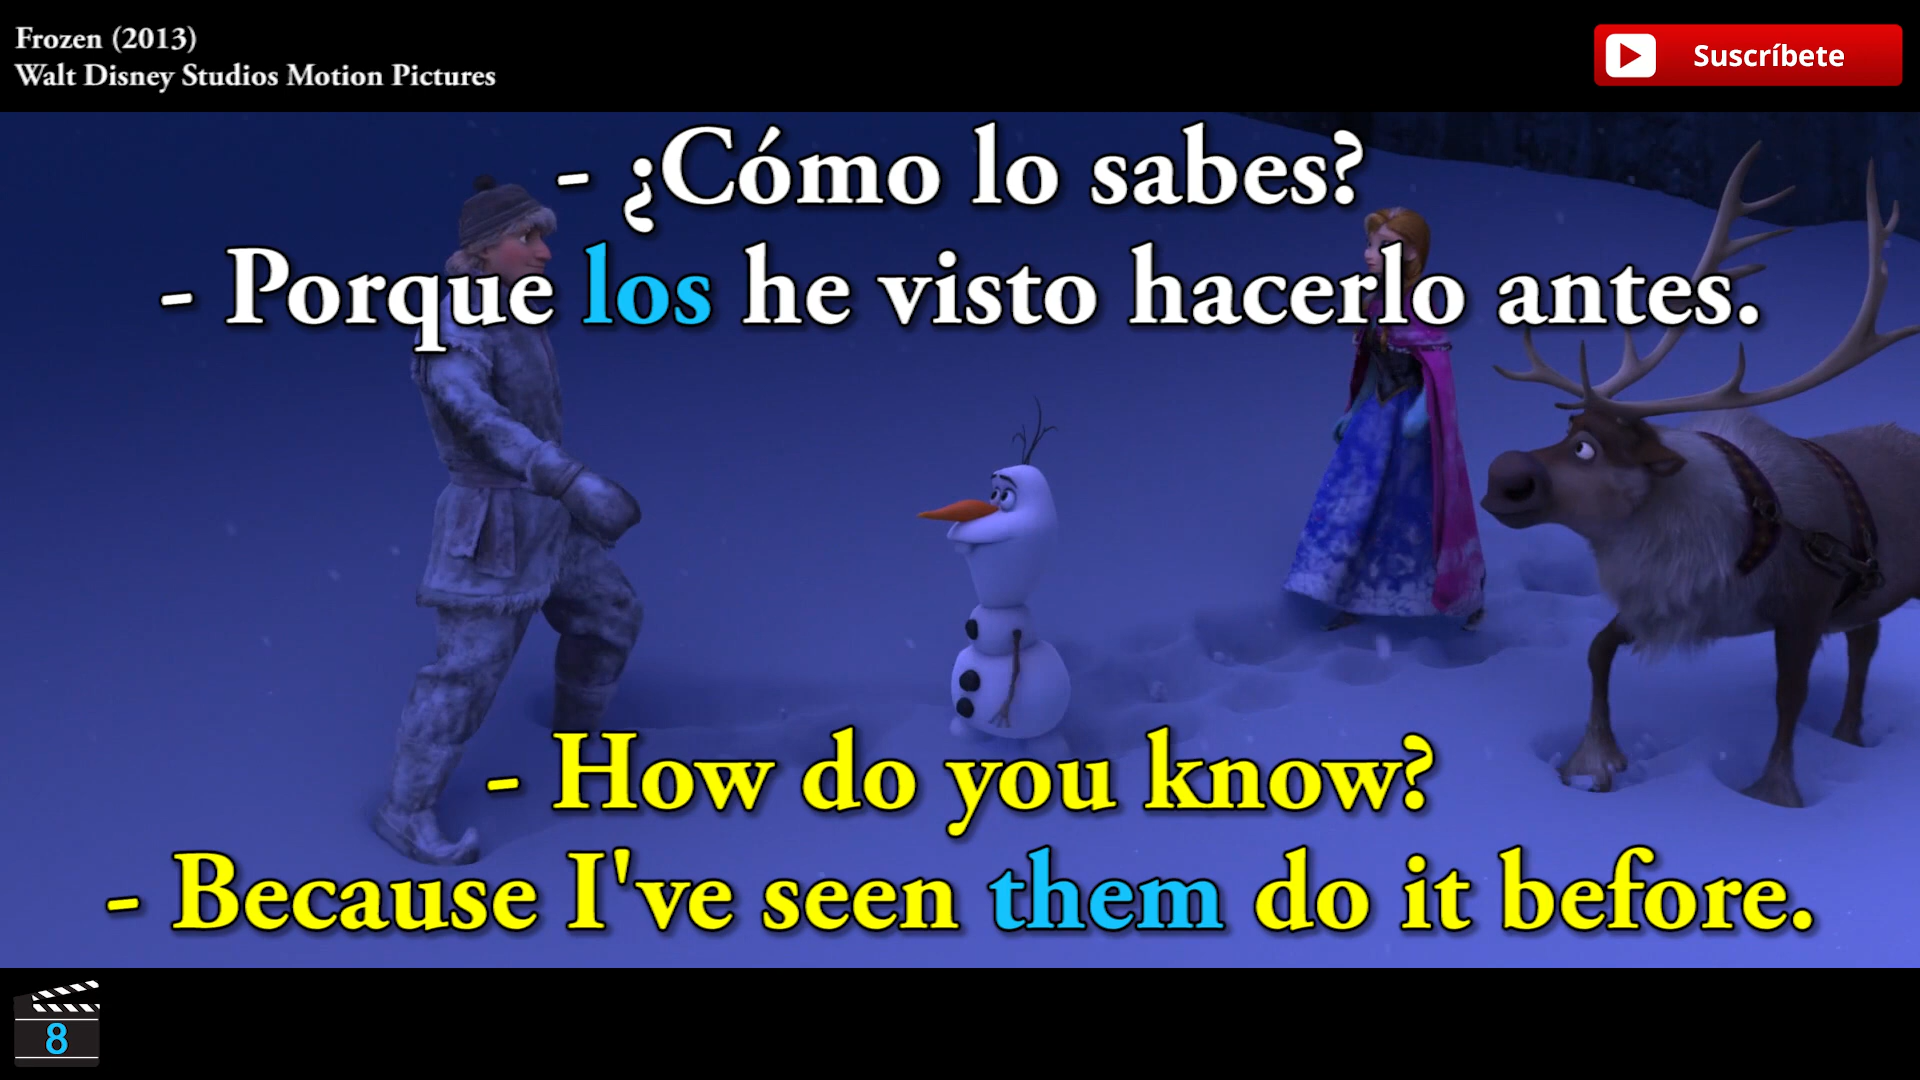 Frozen (2013)
Walt Disney Studios Motion Pictures
Suscríbete
- ¿Cómo lo sabes?
- Porque los he visto hacerlo antes.
- How do you know?
- Because I've seen them do it before.
8